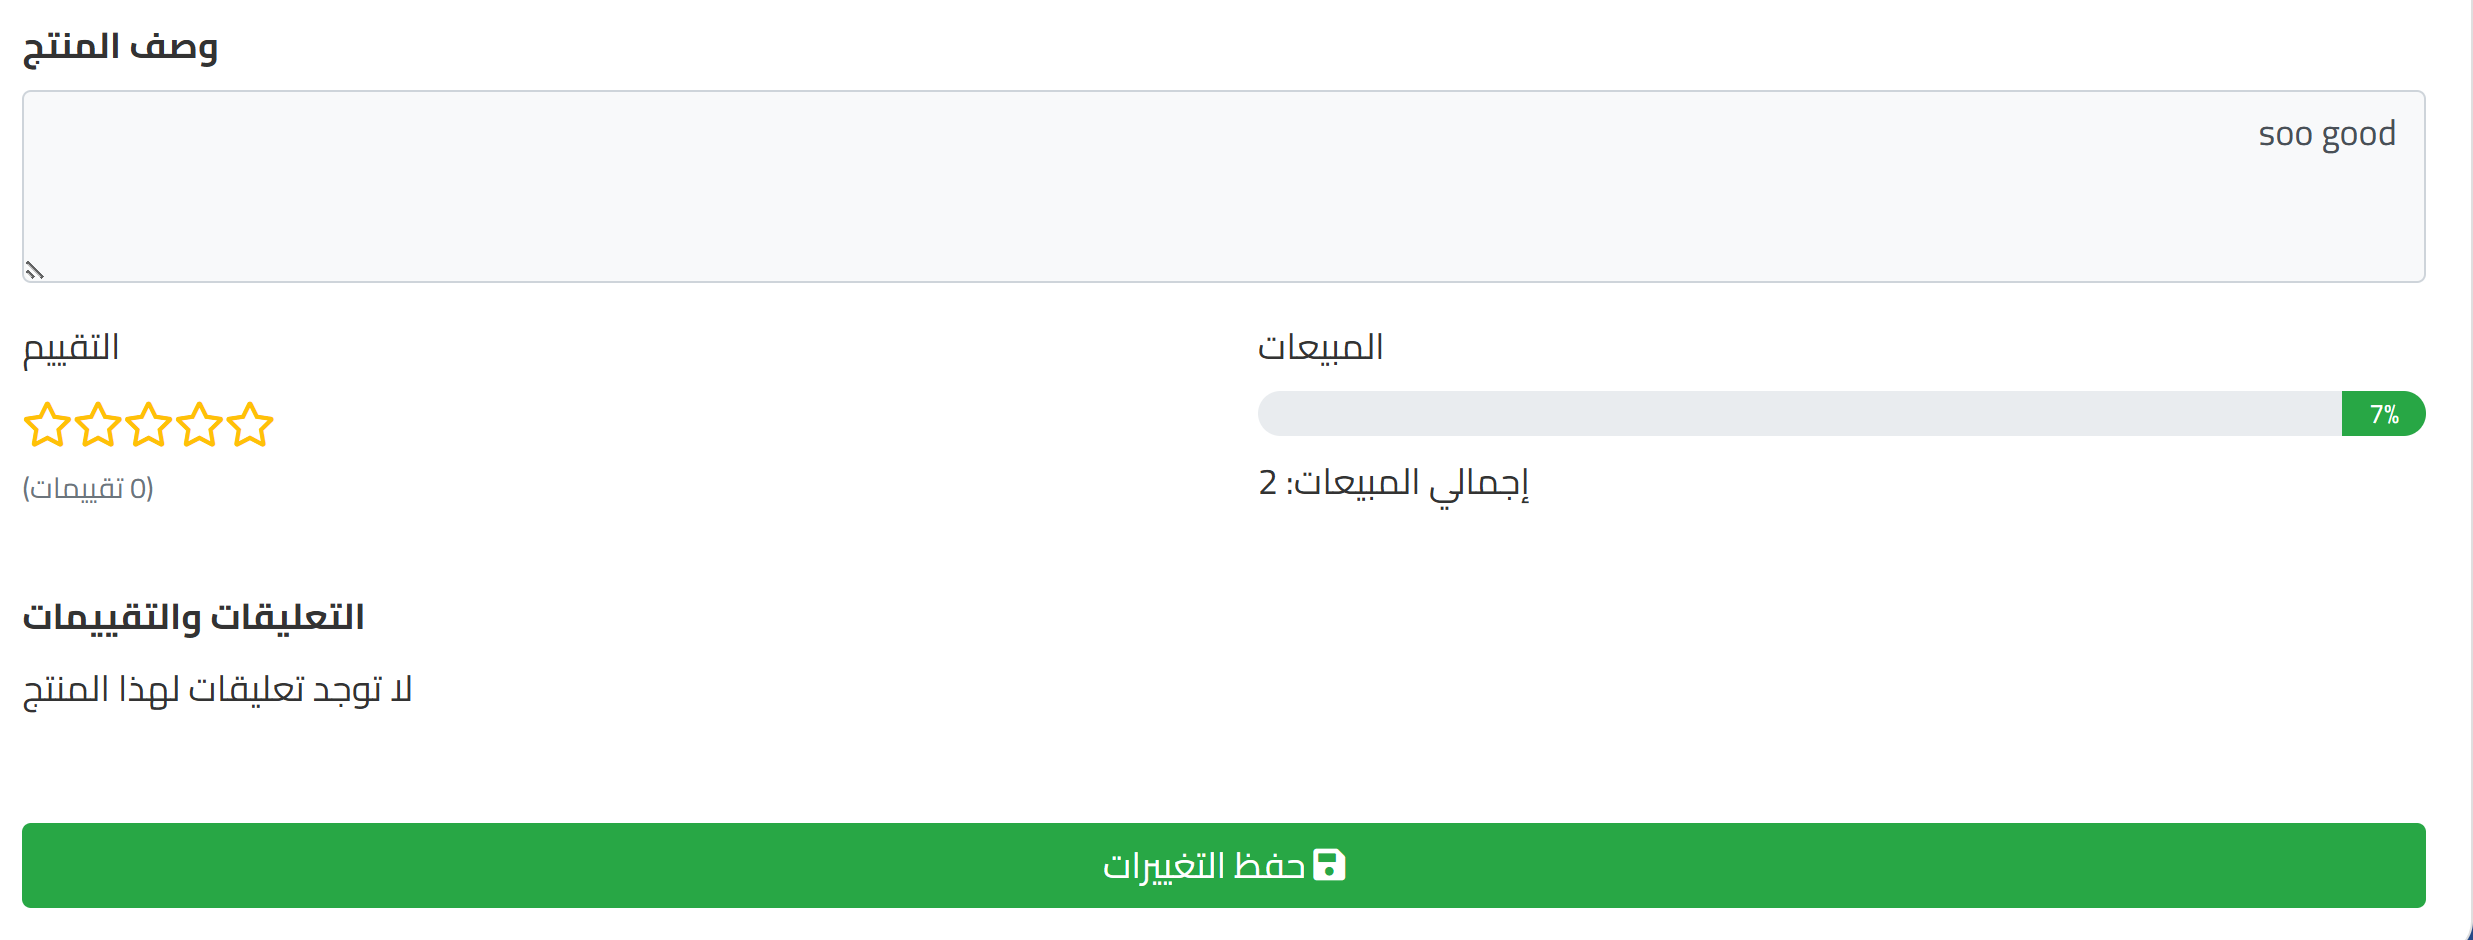 وصف المنتج
soo good
المبيعات
7%
إجمالي المبيعات: 2
التقييم
(0 تقييمات)
التعليقات والتقييمات
لا توجد تعليقات لهذا المنتج
حفظ التغييرات